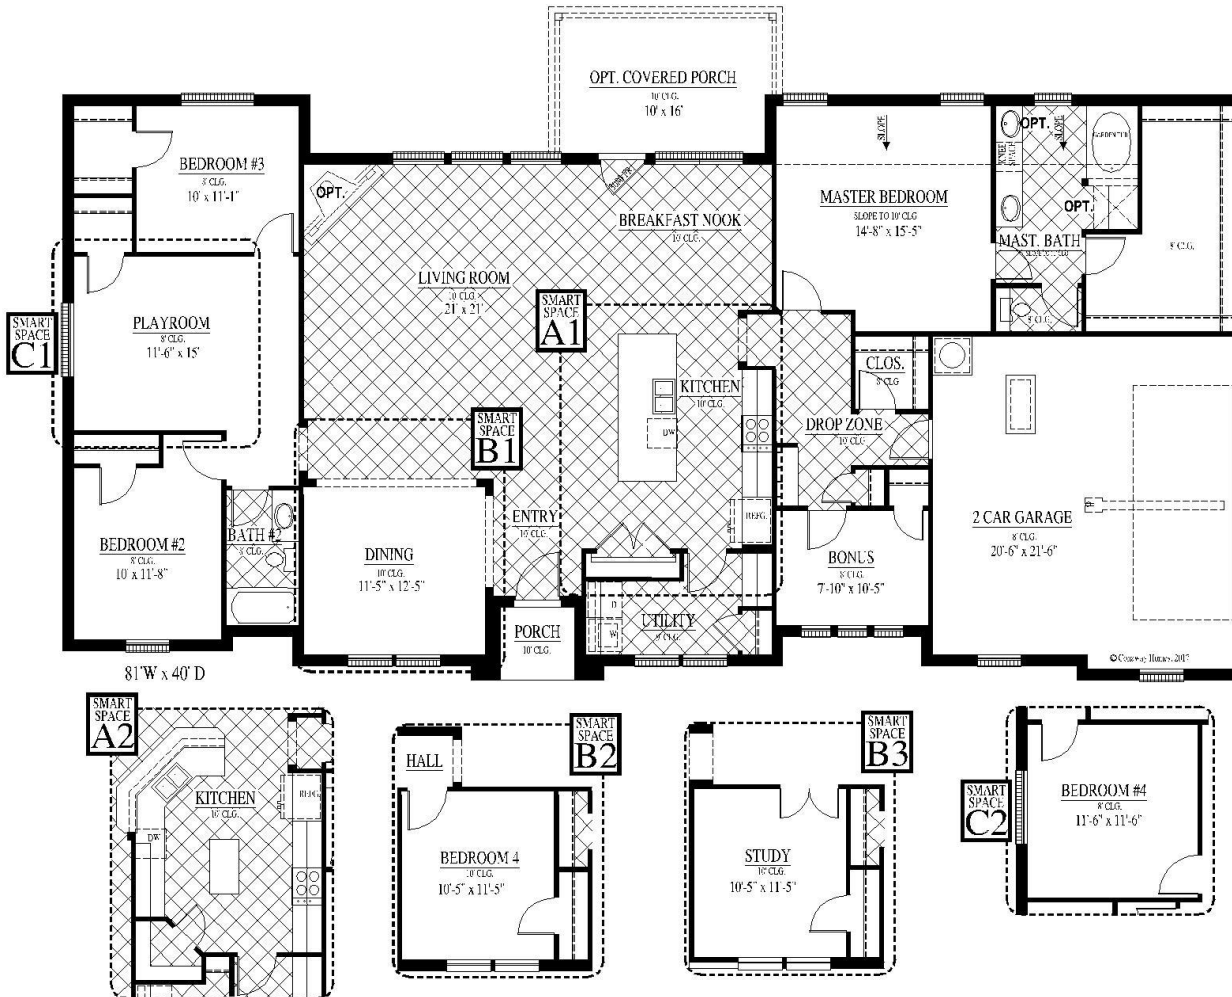 OPT. COVERED PORCH
10' CLG.
10' x 16'
BEDROOM #3
8' CLG.
10' x 11'-1"
OPT.
BREAKFAST NOOK
10' CLG.
MASTER BEDROOM
SLOPE TO 10' CLG
14'-8" x 15'-5"
SLOPE
OPT.
SLOPE
KNEE
SPACE
GARDEN TUB
OPT.
MAST. BATH
8' CLG.
8' CLG.
LIVING ROOM
10' CLG.
21' x 21'
PLAYROOM
8' CLG.
11'-6" x 15'
SMART
SPACE
C1
SMART
SPACE
A1
KITCHEN
10' CLG.
DW
CLOS.
8' CLG
DROP ZONE
10' CLG
SMART
SPACE
B1
ENTRY
10' CLG.
REFG.
2 CAR GARAGE
8' CLG.
20'-6" x 21'-6"
BEDROOM #2
8' CLG.
10' x 11'-8"
BATH #2
8' CLG.
DINING
10' CLG.
11'-5" x 12'-5"
BONUS
8' CLG.
7'-10" x 10'-5"
D
W
UTILITY
9' CLG.
PORCH
10' CLG.
81'W x 40' D
SMART
SPACE
A2
KITCHEN
10' CLG.
REFG.
DW
HALL
SMART
SPACE
B2
BEDROOM 4
10' CLG.
10'-5" x 11'-5"
SMART
SPACE
B3
STUDY
10' CLG.
10'-5" x 11'-5"
SMART
SPACE
C2
BEDROOM #4
8' CLG.
11'-6" x 11'-6"